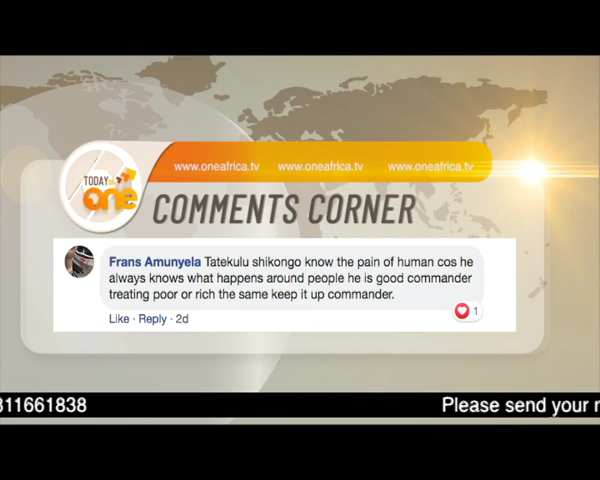 www.oneafrica.tv www.oneafrica.tv www.oneafrica.tv
TODAY on
one
COMMENTS CORNER
Frans Amunyela Tatekulu shikongo know the pain of human cos he
always knows what happens around people he is good commander
treating poor or rich the same keep it up commander.
Like · Reply · 2d
1
811661838 Please send your